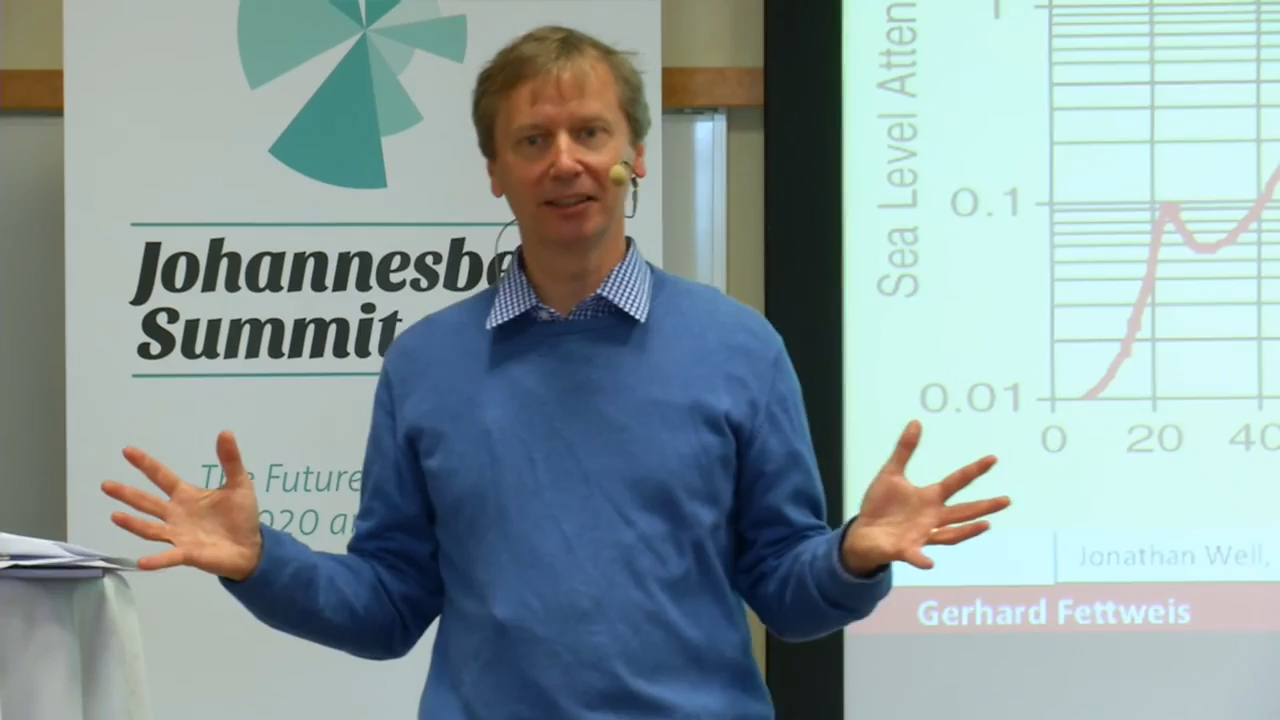 Johannesbe
Summit
The Future
020 a
Sea Level Atten
0.1
0.01
0
20
40
Jonathan Well,
Gerhard Fettweis